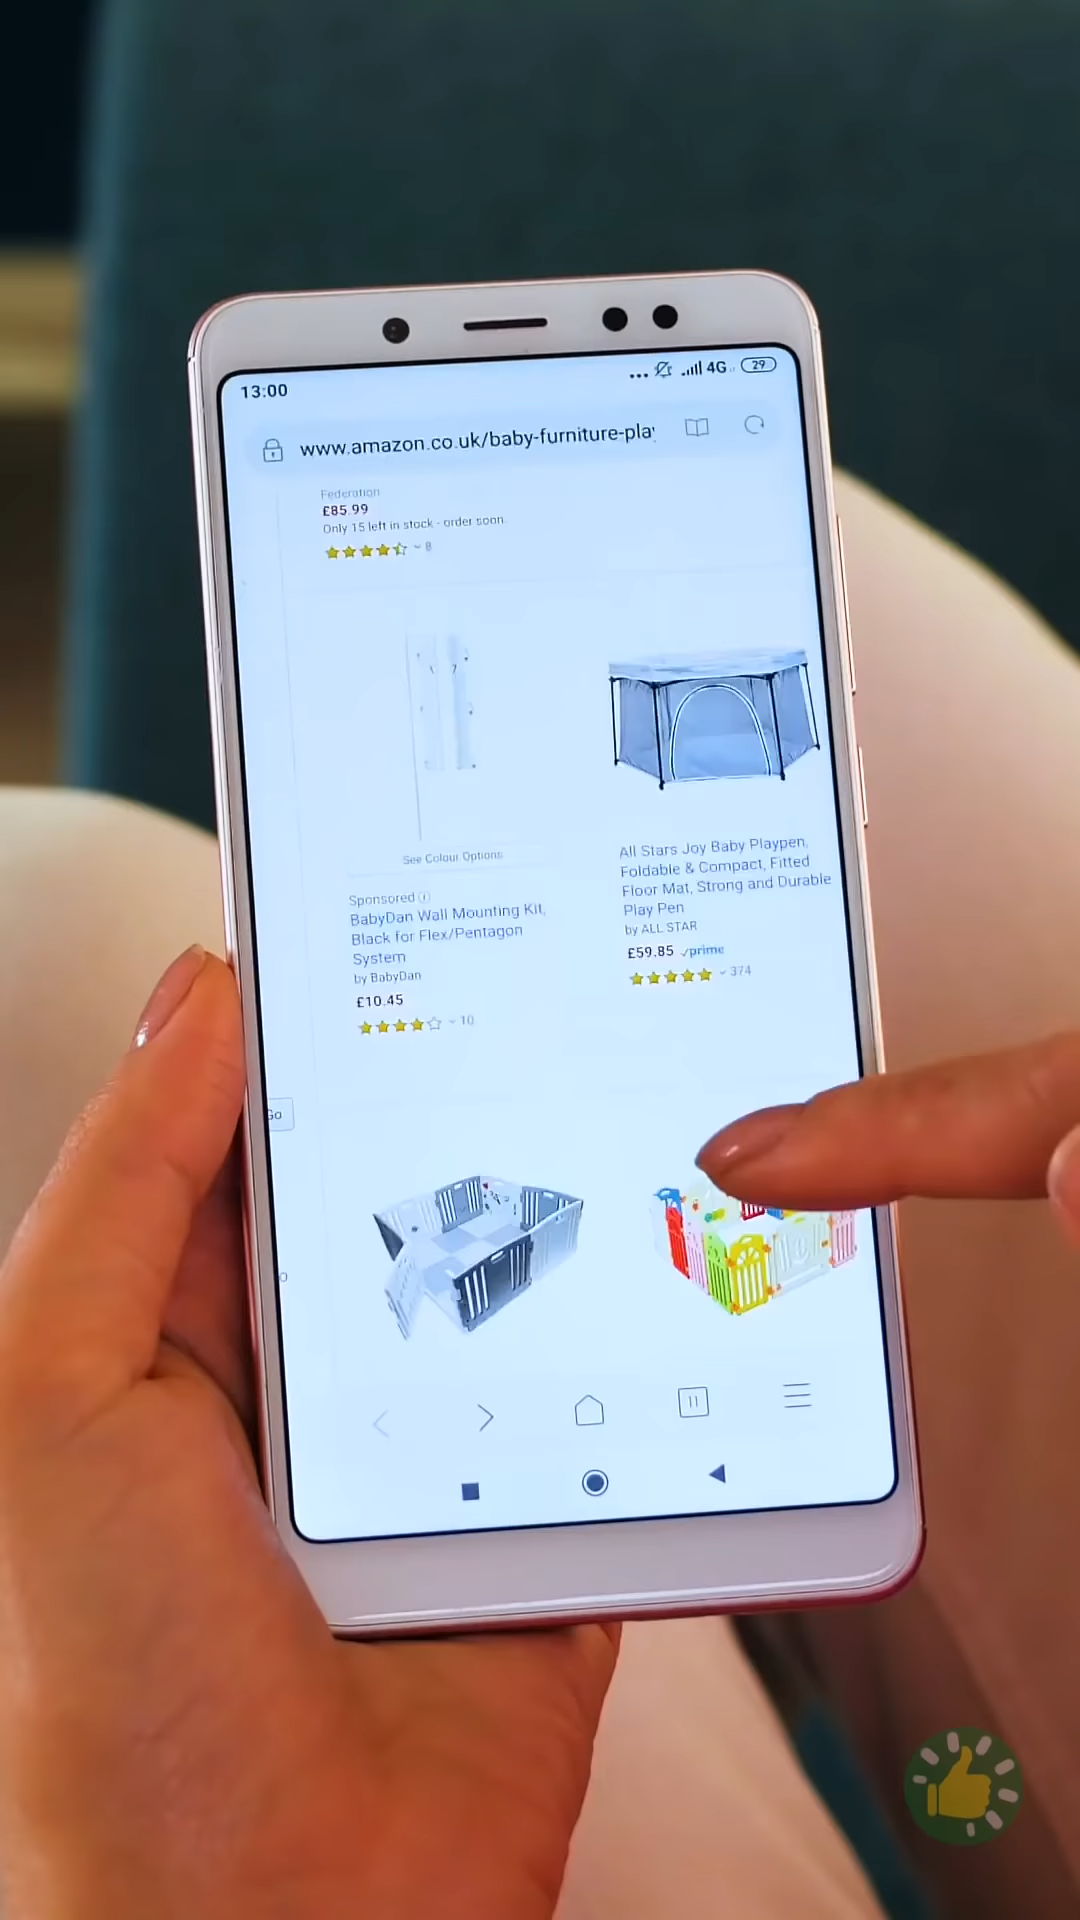 13:00
4G
29
www.amazon.co.uk/baby-furniture-play
Federation
£85.99
Only 15 left in stock - order soon.
8
See Colour Options
Sponsored
BabyDan Wall Mounting Kit,
Black for Flex/Pentagon
System
by BabyDan
£10.45
10
All Stars Joy Baby Playpen,
Foldable & Compact, Fitted
Floor Mat, Strong and Durable
Play Pen
by ALL STAR
£59.85 prime
374
Go